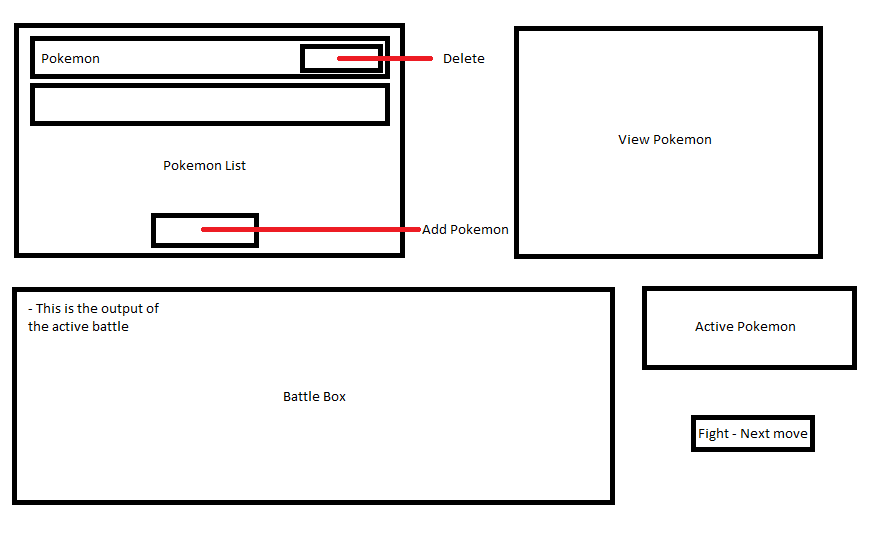 Pokemon
Delete
View Pokemon
Pokemon List
Add Pokemon
- This is the output of
the active battle
Battle Box
Active Pokemon
Fight - Next move